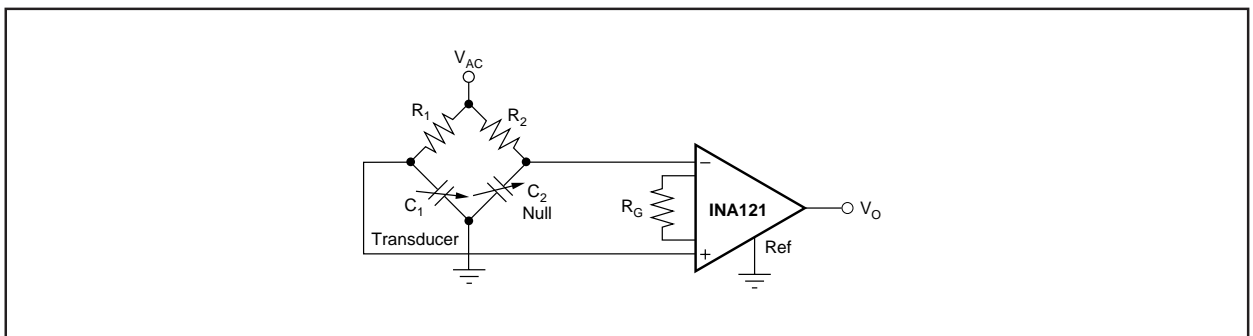 V_AC
R_1
R_2
C_1
C_2
Null
Transducer
R_G
−
+
INA121
Ref
V_O